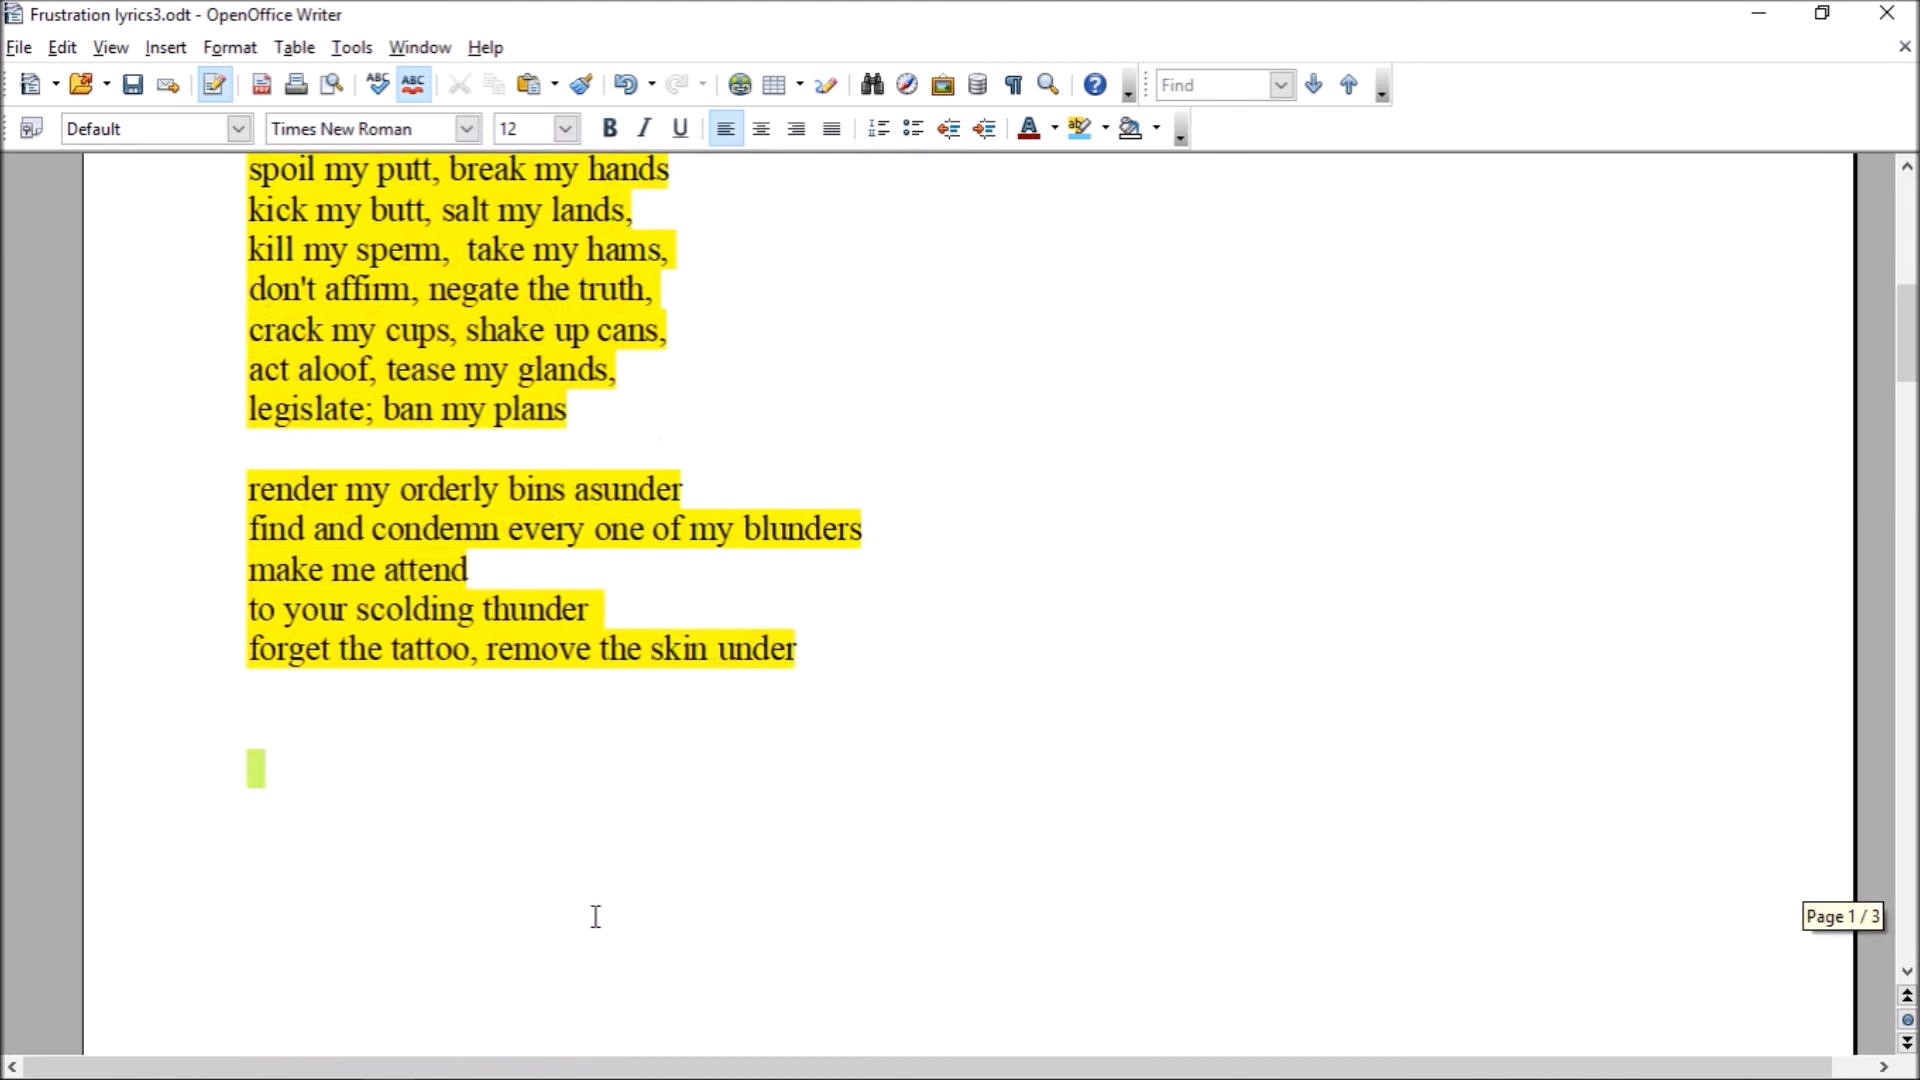 Frustration lyrics3.odt - OpenOffice Writer
File Edit View Insert Format Table Tools Window Help
ABC ABC Find
Default Times New Roman 12 B I U A
spoil my putt, break my hands
kick my butt, salt my lands,
kill my sperm,  take my hams,
don't affirm, negate the truth,
crack my cups, shake up cans,
act aloof, tease my glands,
legislate; ban my plans
render my orderly bins asunder
find and condemn every one of my blunders
make me attend
to your scolding thunder
forget the tattoo, remove the skin under
Page 1 / 3